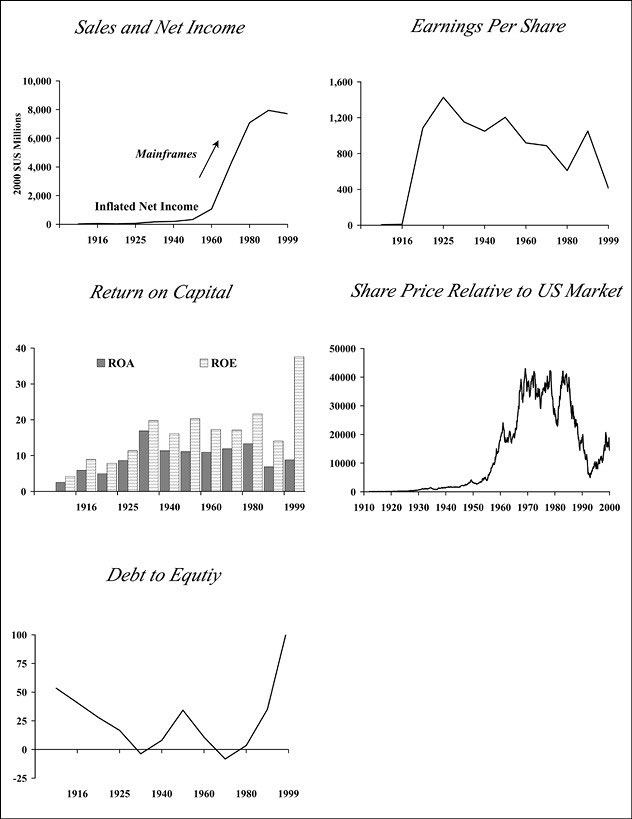 Sales and Net Income
10,000
8,000
6,000
4,000
2,000
0
2000 $US Millions
Mainframes
Inflated Net Income
1916 1925 1940 1960 1980 1999
Earnings Per Share
1,600
1,200
800
400
0
1916 1925 1940 1960 1980 1999
Return on Capital
40
30
20
10
0
ROA ROE
1916 1925 1940 1960 1980 1999
Share Price Relative to US Market
50000
40000
30000
20000
10000
0
1910 1920 1930 1940 1950 1960 1970 1980 1990 2000
Debt to Equtiy
100
75
50
25
0
-25
1916 1925 1940 1960 1980 1999